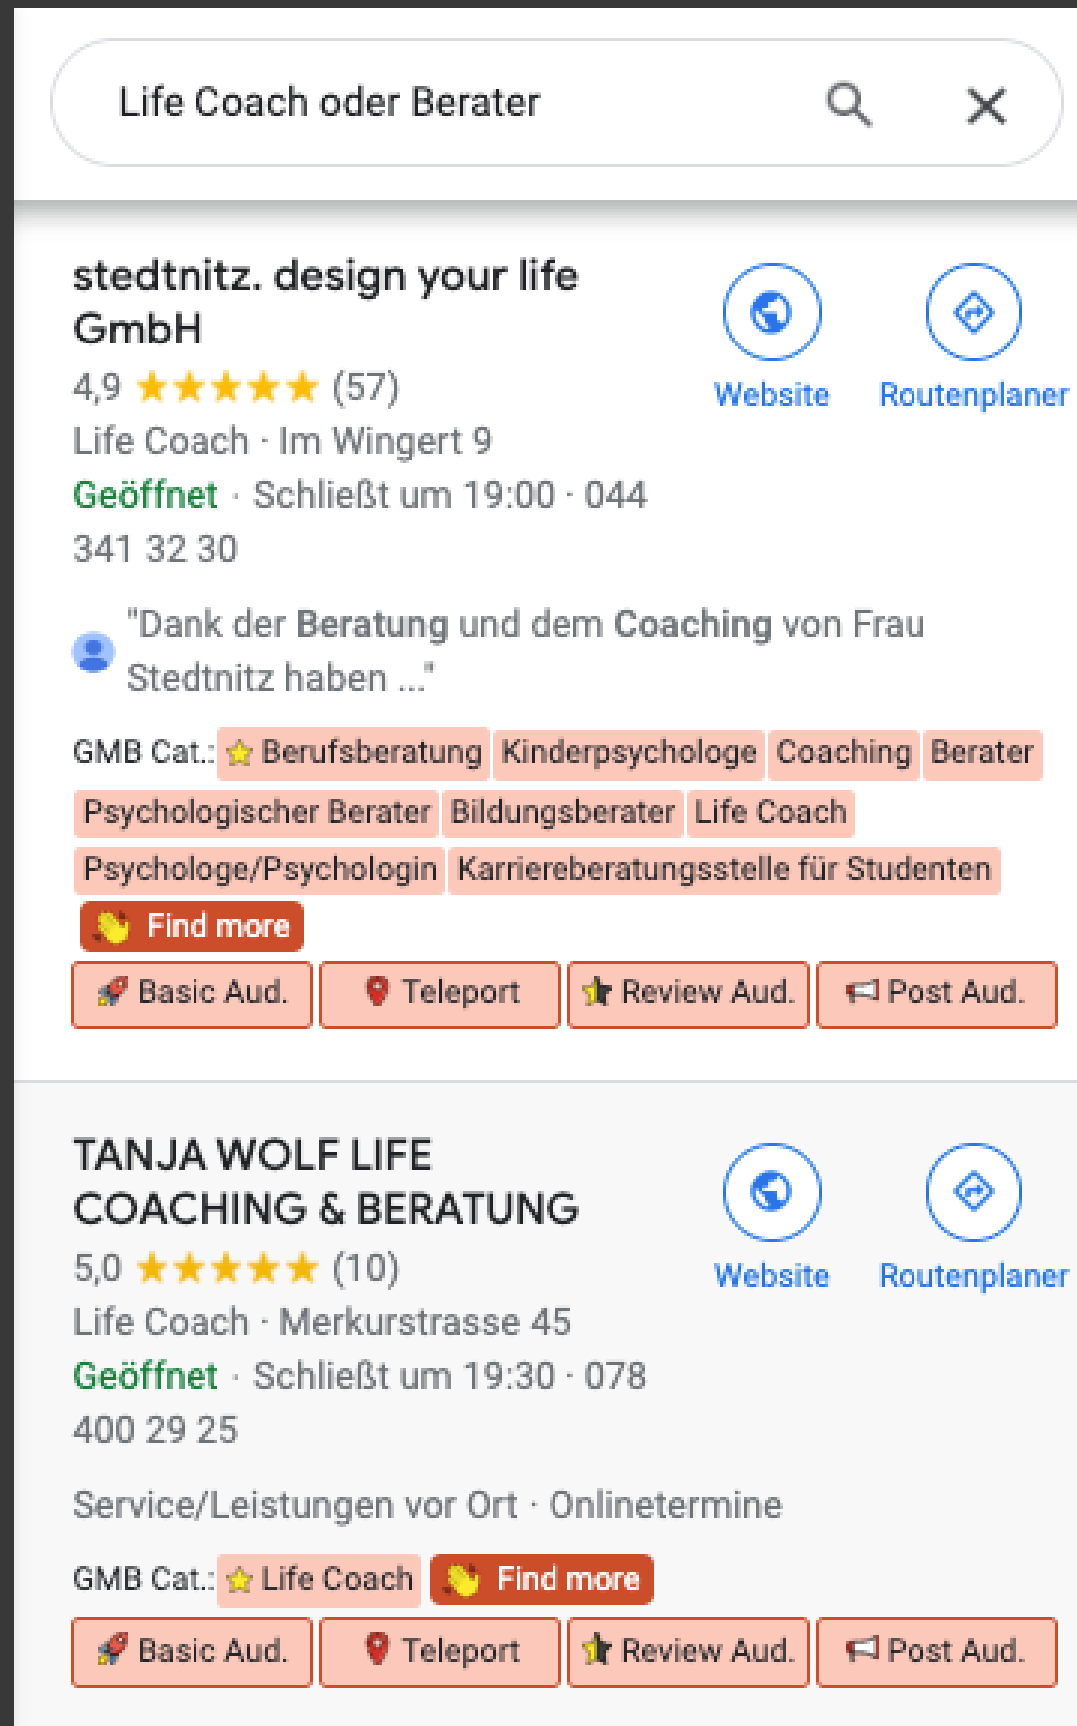 Life Coach oder Berater
stedtnitz. design your life
GmbH
4,9 ★★★★★ (57)
Life Coach · Im Wingert 9
Geöffnet · Schließt um 19:00 · 044
341 32 30
Website
Routenplaner
"Dank der Beratung und dem Coaching von Frau
Stedtnitz haben ..."
GMB Cat.: ⭐ Berufsberatung Kinderpsychologe Coaching Berater
Psychologischer Berater Bildungsberater Life Coach
Psychologe/Psychologin Karriereberatungsstelle für Studenten
👋 Find more
🚀 Basic Aud. 📍 Teleport ⭐ Review Aud. 📢 Post Aud.
TANJA WOLF LIFE
COACHING & BERATUNG
5,0 ★★★★★ (10)
Life Coach · Merkurstrasse 45
Geöffnet · Schließt um 19:30 · 078
400 29 25
Website
Routenplaner
Service/Leistungen vor Ort · Onlinetermine
GMB Cat.: ⭐ Life Coach 👋 Find more
🚀 Basic Aud. 📍 Teleport ⭐ Review Aud. 📢 Post Aud.